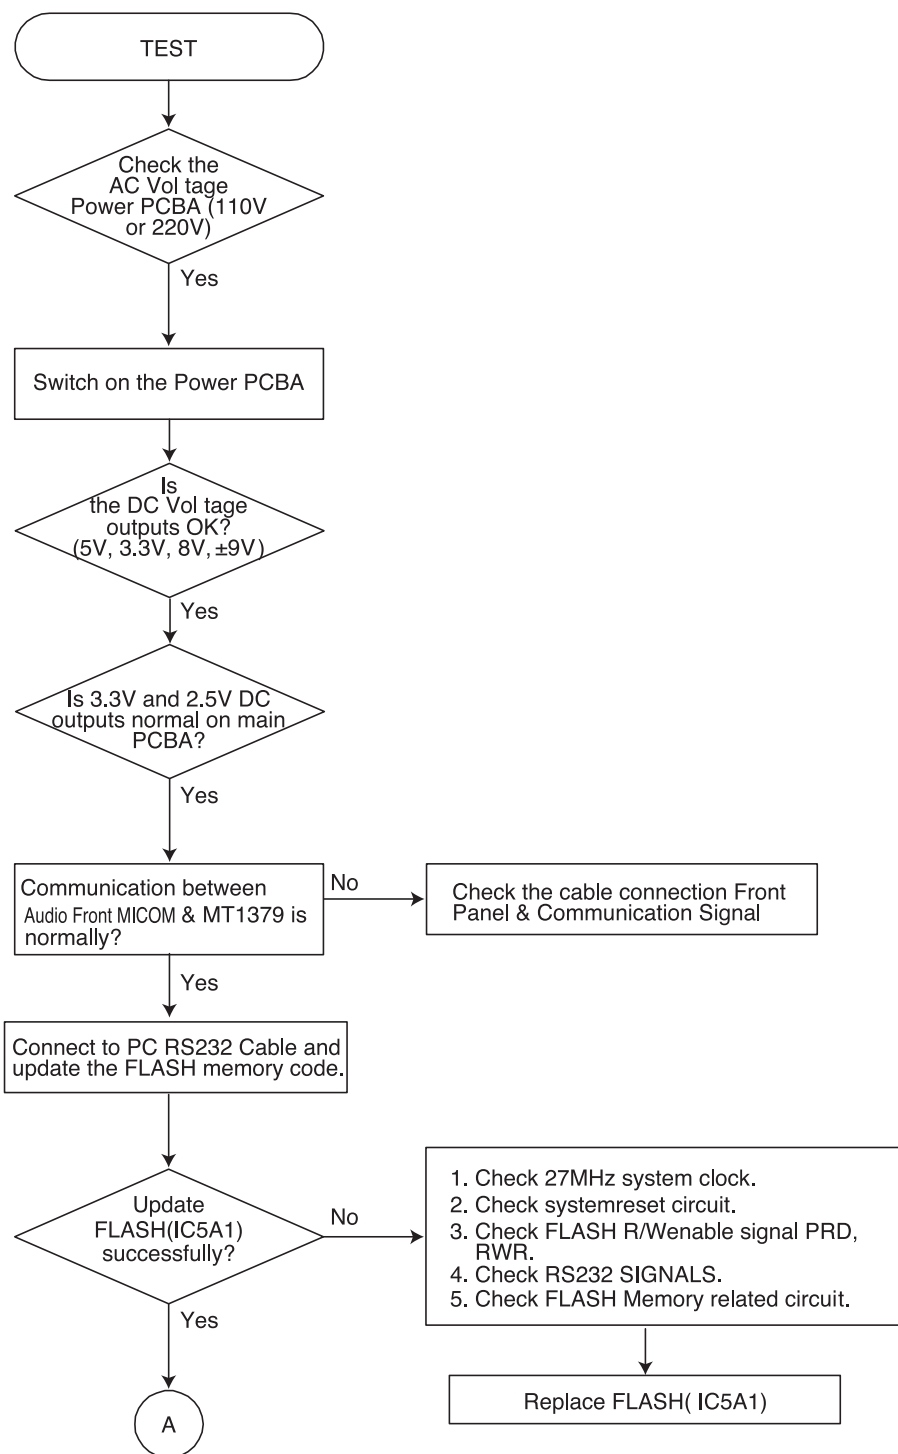 TEST
Check the
AC Vol tage
Power PCBA (110V
or 220V)
Yes
Switch on the Power PCBA
Is
the DC Vol tage
outputs OK?
(5V, 3.3V, 8V, ±9V)
Yes
Is 3.3V and 2.5V DC
outputs normal on main
PCBA?
Yes
Communication between
Audio Front MICOM & MT1379 is
normally?
No
Check the cable connection Front
Panel & Communication Signal
Yes
Connect to PC RS232 Cable and
update the FLASH memory code.
Update
FLASH(IC5A1)
successfully?
No
1. Check 27MHz system clock.
2. Check systemreset circuit.
3. Check FLASH R/Wenable signal PRD,
RWR.
4. Check RS232 SIGNALS.
5. Check FLASH Memory related circuit.
Yes
Replace FLASH( IC5A1)
A